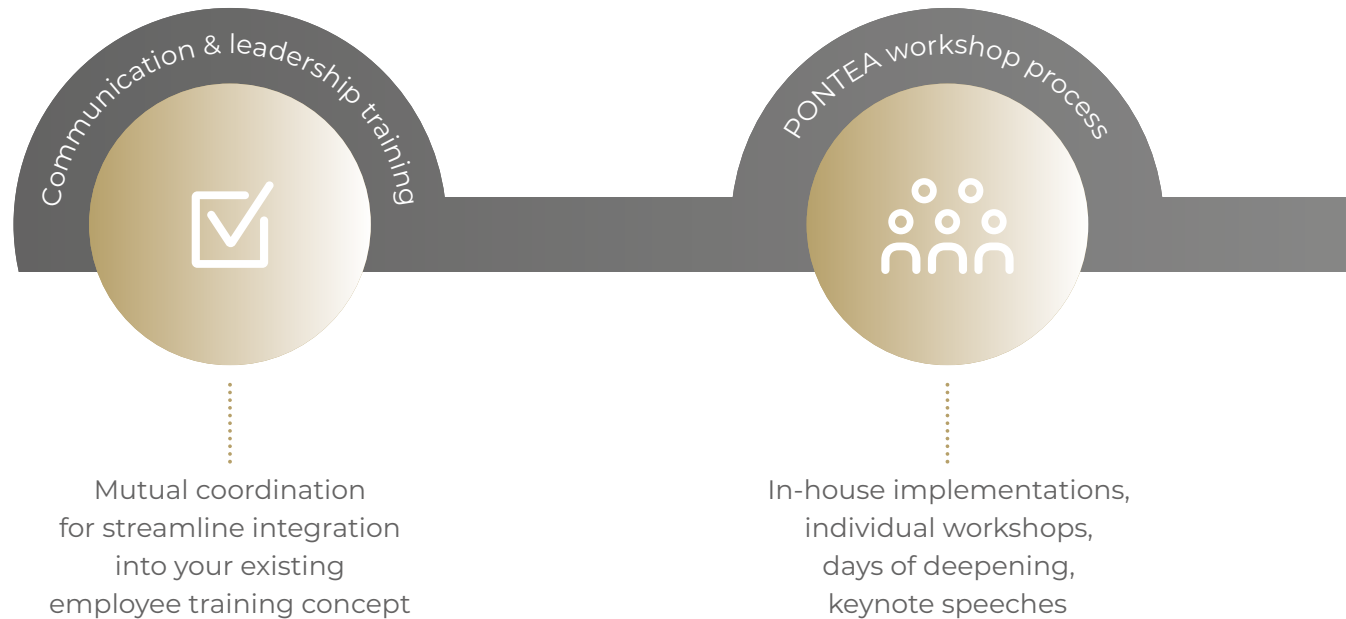 Communication & leadership training
PONTEA workshop process
Mutual coordination
for streamline integration
into your existing
employee training concept
In-house implementations,
individual workshops,
days of deepening,
keynote speeches